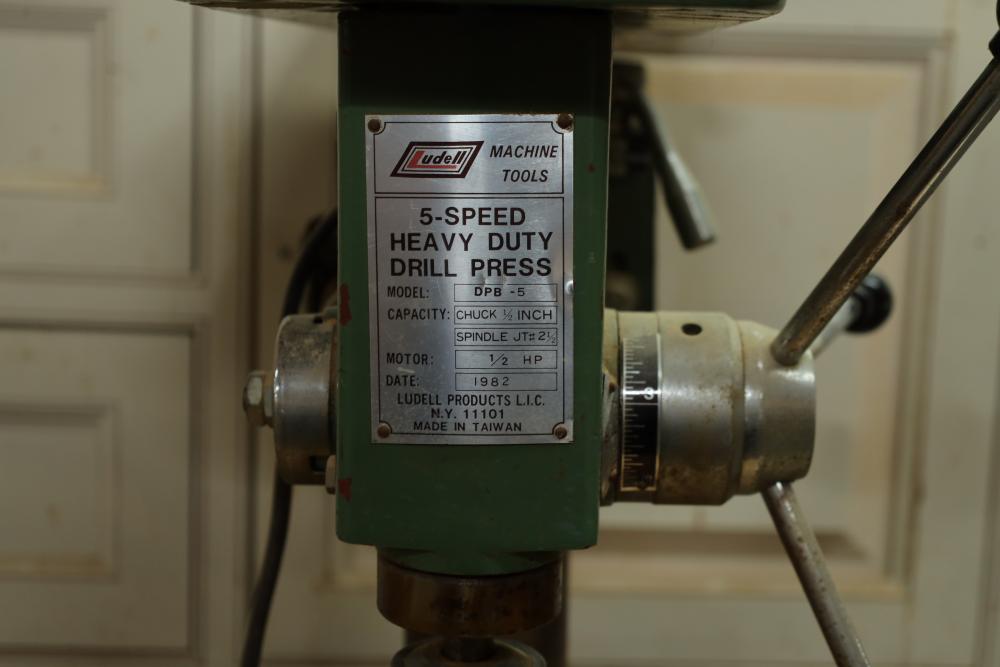 Ludell MACHINE
TOOLS
5-SPEED
HEAVY DUTY
DRILL PRESS
MODEL: DPB -5
CAPACITY: CHUCK ½ INCH
SPINDLE JT# 2½
MOTOR: 1/2 HP
DATE: 1982
LUDELL PRODUCTS L.I.C.
N.Y. 11101
MADE IN TAIWAN
3